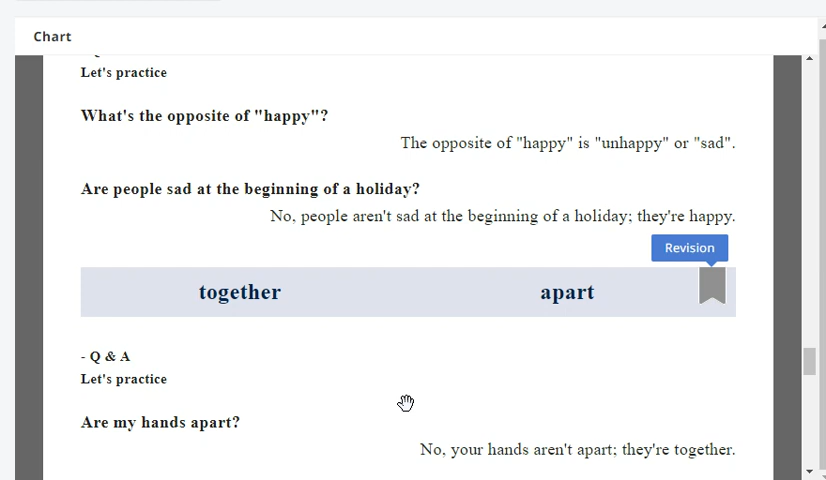 Chart
Let's practice
What's the opposite of "happy"?
The opposite of "happy" is "unhappy" or "sad".
Are people sad at the beginning of a holiday?
No, people aren't sad at the beginning of a holiday; they're happy.
Revision
together apart
- Q & A
Let's practice
Are my hands apart?
No, your hands aren't apart; they're together.